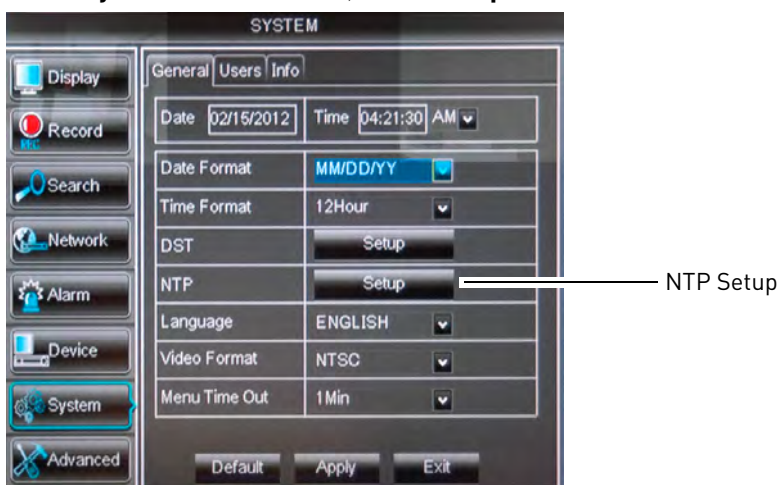 SYSTEM
Display
Record
REC
Search
Network
Alarm
Device
System
Advanced
General Users Info
Date 02/15/2012 Time 04:21:30 AM
Date Format MM/DD/YY
Time Format 12Hour
DST Setup
NTP Setup
Language ENGLISH
Video Format NTSC
Menu Time Out 1Min
Default Apply Exit
NTP Setup